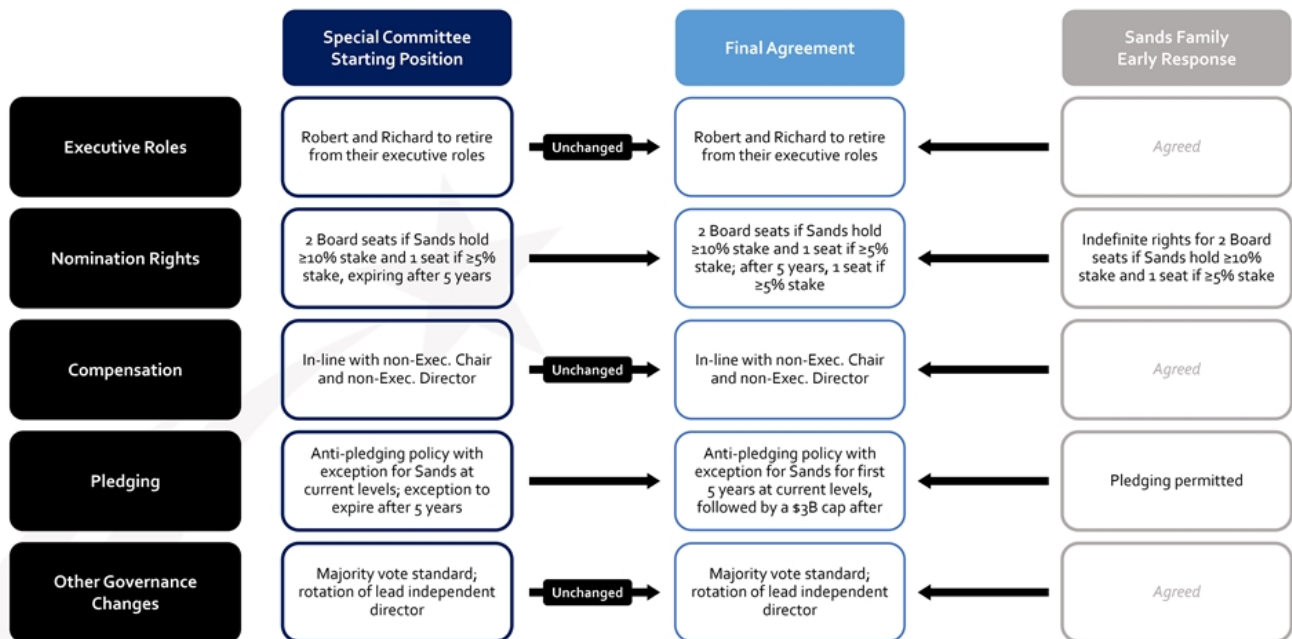 Special Committee
Starting Position
Final Agreement
Sands Family
Early Response
Executive Roles
Robert and Richard to retire
from their executive roles
Unchanged
Robert and Richard to retire
from their executive roles
Agreed
Nomination Rights
2 Board seats if Sands hold
≥10% stake and 1 seat if ≥5%
stake, expiring after 5 years
2 Board seats if Sands hold
≥10% stake and 1 seat if ≥5%
stake; after 5 years, 1 seat if
≥5% stake
Indefinite rights for 2 Board
seats if Sands hold ≥10%
stake and 1 seat if ≥5% stake
Compensation
In-line with non-Exec. Chair
and non-Exec. Director
Unchanged
In-line with non-Exec. Chair
and non-Exec. Director
Agreed
Pledging
Anti-pledging policy with
exception for Sands at
current levels; exception to
expire after 5 years
Anti-pledging policy with
exception for Sands for first
5 years at current levels,
followed by a $3B cap after
Pledging permitted
Other Governance
Changes
Majority vote standard;
rotation of lead independent
director
Unchanged
Majority vote standard;
rotation of lead independent
director
Agreed